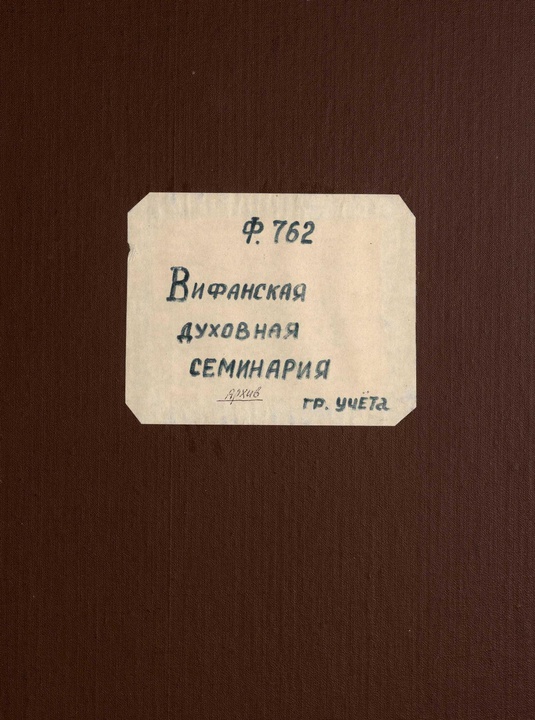 Ф. 762
Вифанская
духовная
семинария
Архив
гр. учёта